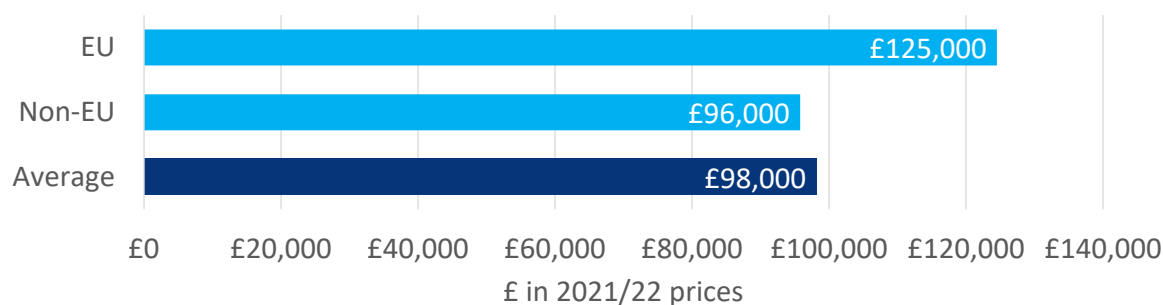 EU £125,000
Non-EU £96,000
Average £98,000
£0 £20,000 £40,000 £60,000 £80,000 £100,000 £120,000 £140,000
£ in 2021/22 prices